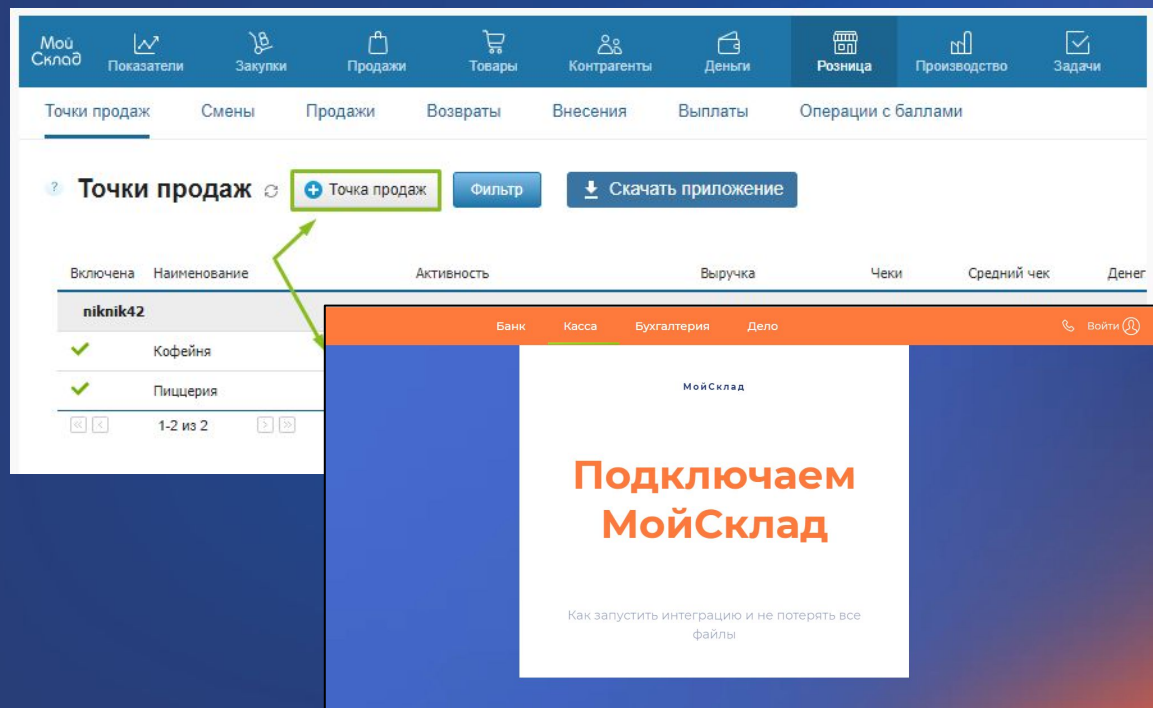 Мой Склад
Показатели Закупки Продажи Товары Контрагенты Деньги Розница Производство Задачи
Точки продаж Смены Продажи Возвраты Внесения Выплаты Операции с баллами
? Точки продаж Точка продаж Фильтр Скачать приложение
Включена Наименование Активность Выручка Чеки Средний чек Денег
niknik42
Кофейня
Пиццерия
1-2 из 2
Банк Касса Бухгалтерия Дело Войти
МойСклад
Подключаем
МойСклад
Как запустить интеграцию и не потерять все
файлы